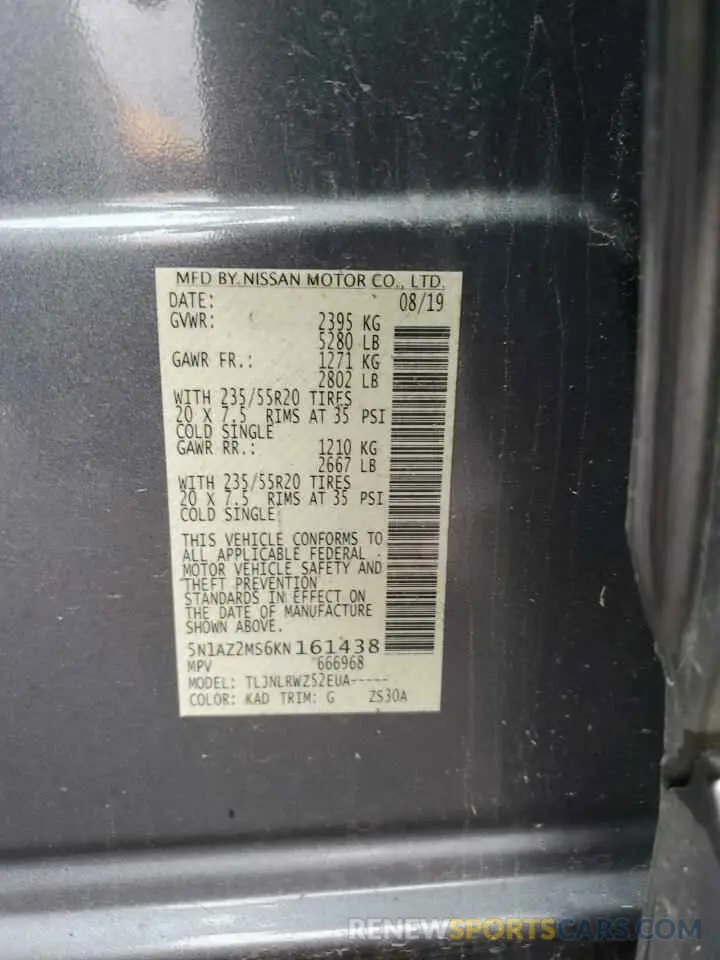 MFD BY NISSAN MOTOR CO., LTD.
DATE: 08/19
GVWR: 2395 KG
5280 LB
GAWR FR.: 1271 KG
2802 LB
WITH 235/55R20 TIRES
20 X 7.5 RIMS AT 35 PSI
COLD SINGLE
GAWR RR.: 1210 KG
2667 LB
WITH 235/55R20 TIRES
20 X 7.5 RIMS AT 35 PSI
COLD SINGLE
THIS VEHICLE CONFORMS TO
ALL APPLICABLE FEDERAL
MOTOR VEHICLE SAFETY AND
THEFT PREVENTION
STANDARDS IN EFFECT ON
THE DATE OF MANUFACTURE
SHOWN ABOVE.
5N1AZ2MS6KN161438
MPV 666968
MODEL: TLJNLRWZ52EUA-----
COLOR: KAD TRIM: G ZS30A
RENEWSPORTSCARS.COM